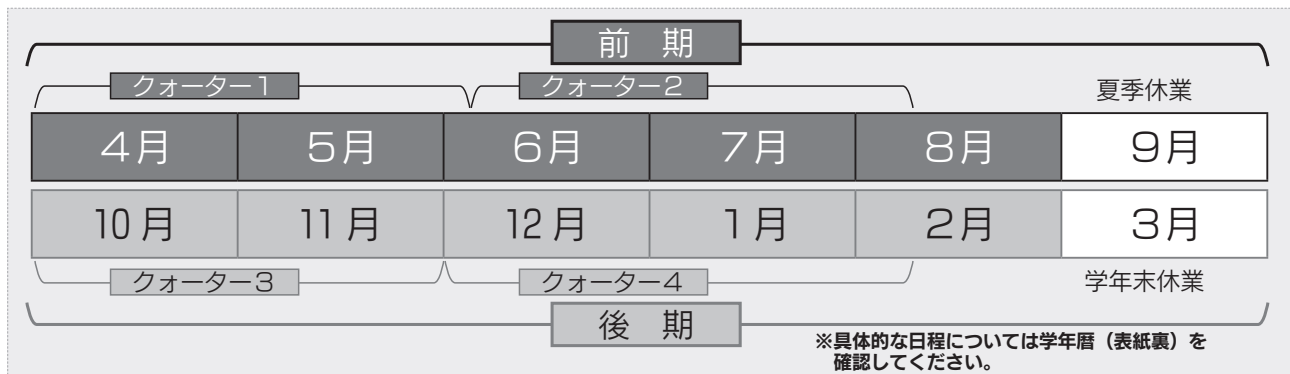 前 期
クォーター1 クォーター2 夏季休業
4月 5月 6月 7月 8月 9月
10月 11月 12月 1月 2月 3月
クォーター3 クォーター4 学年末休業
後 期
※具体的な日程については学年暦（表紙裏）を
確認してください。